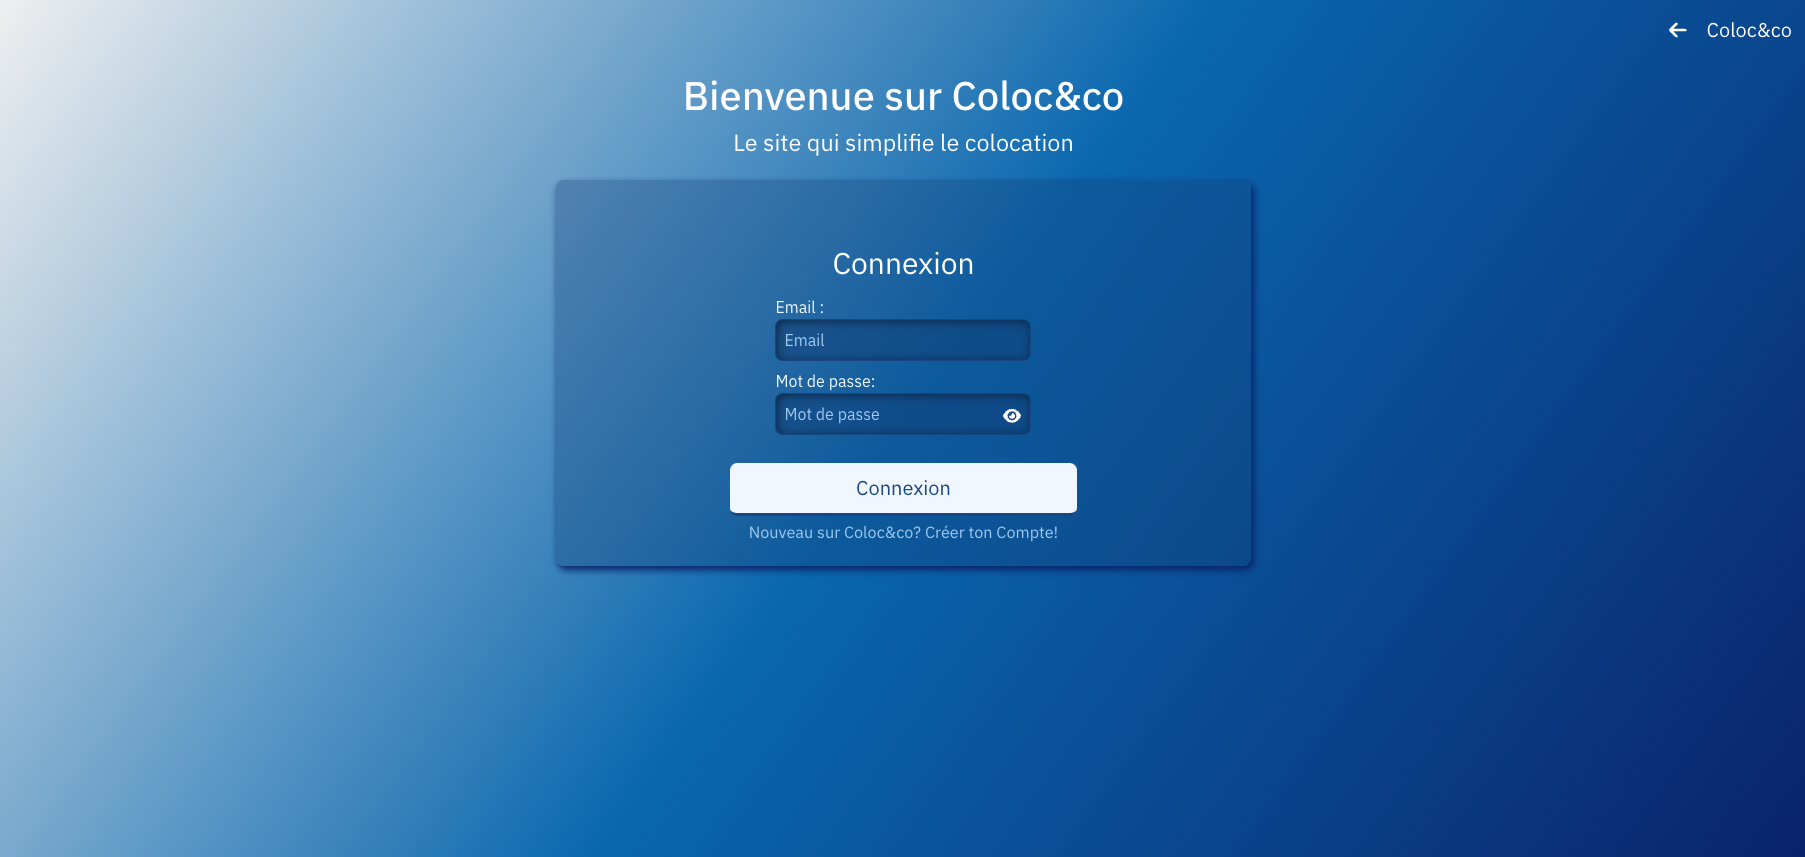 Coloc&co
Bienvenue sur Coloc&co
Le site qui simplifie le colocation
Connexion
Email :
Email
Mot de passe:
Mot de passe
Connexion
Nouveau sur Coloc&co? Créer ton Compte!